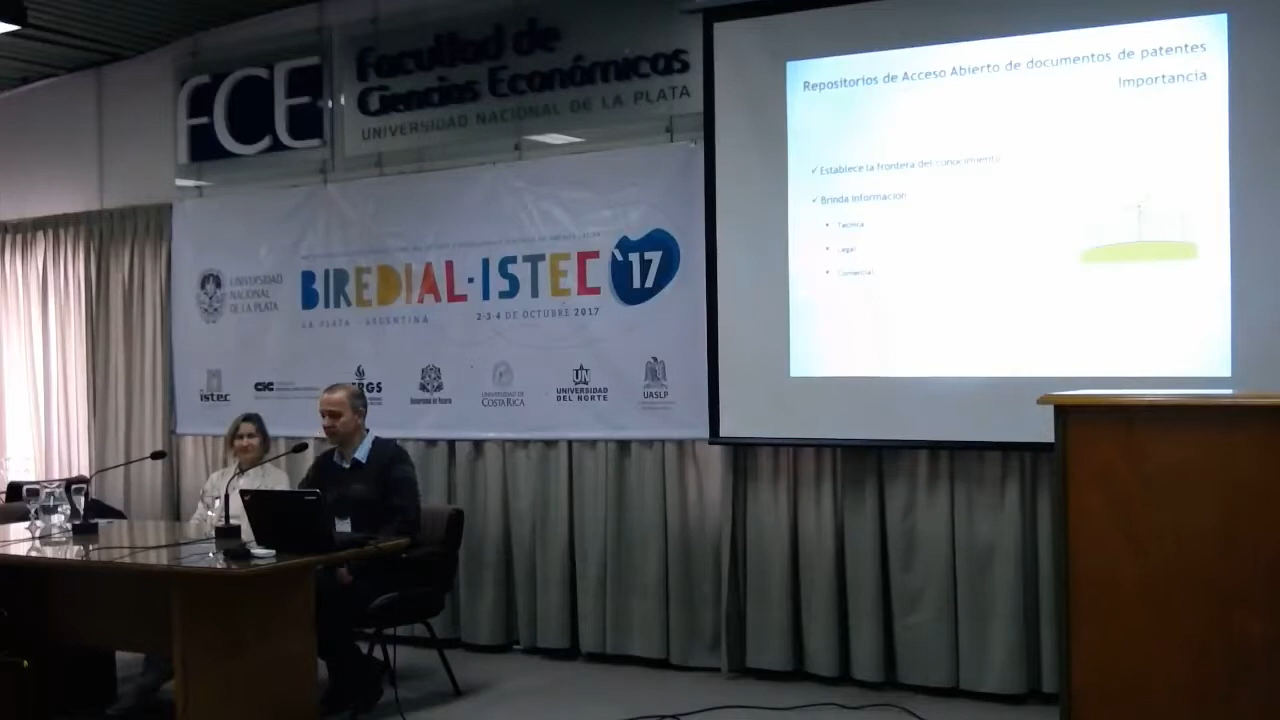 FCE
Facultad de
Ciencias Económicas
UNIVERSIDAD NACIONAL DE LA PLATA
UNIVERSIDAD
NACIONAL
DE LA PLATA
BIREDIAL-ISTEC '17
LA PLATA - ARGENTINA
2-3-4 DE OCTUBRE 2017
istec
CIC
UNIVERSIDAD DE
COSTA RICA
UN
UNIVERSIDAD
DEL NORTE
UASLP
Repositorios de Acceso Abierto de documentos de patentes
Importancia
✓ Establece la frontera del conocimiento
✓ Brinda información
• Técnica
• Legal
• Comercial